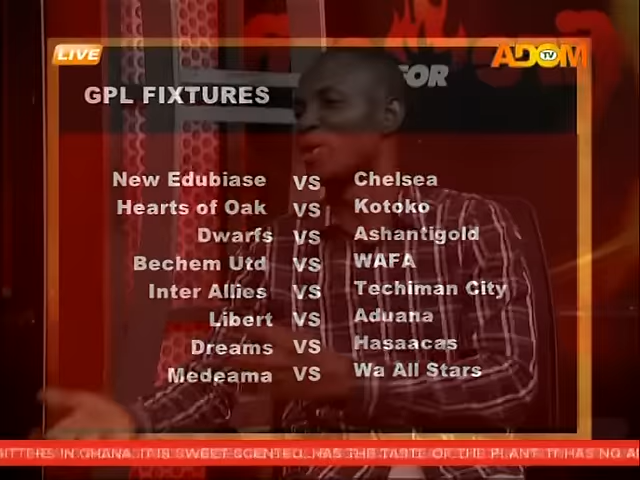 LIVE
ADOM TV
FOR
GPL FIXTURES
New Edubiase VS Chelsea
Hearts of Oak VS Kotoko
Dwarfs VS Ashantigold
Bechem Utd VS WAFA
Inter Allies VS Techiman City
Libert VS Aduana
Dreams VS Hasaacas
Medeama VS Wa All Stars
IN GHANA, IT IS SWEET SCENTED, HAS THE TASTE OF THE PLANT IT HAS NO